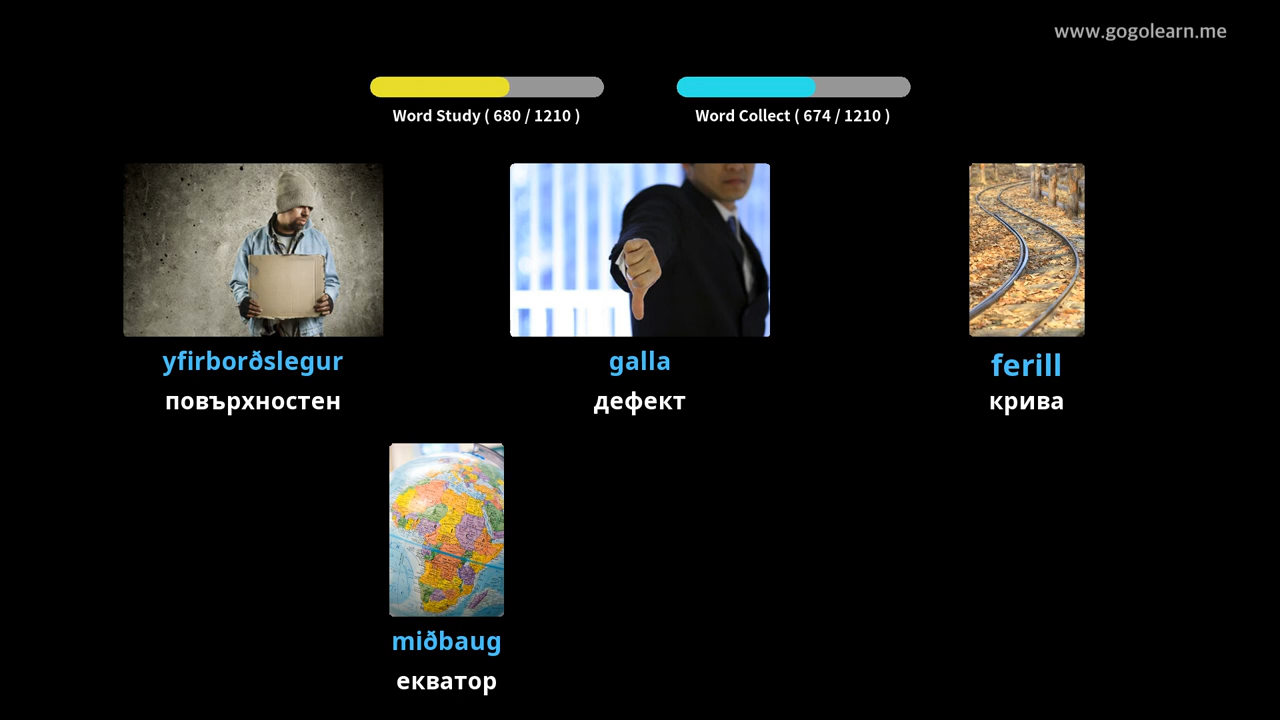 www.gogolearn.me
Word Study ( 680 / 1210 )
Word Collect ( 674 / 1210 )
yfirborðslegur
повърхностен
galla
дефект
ferill
крива
miðbaug
екватор